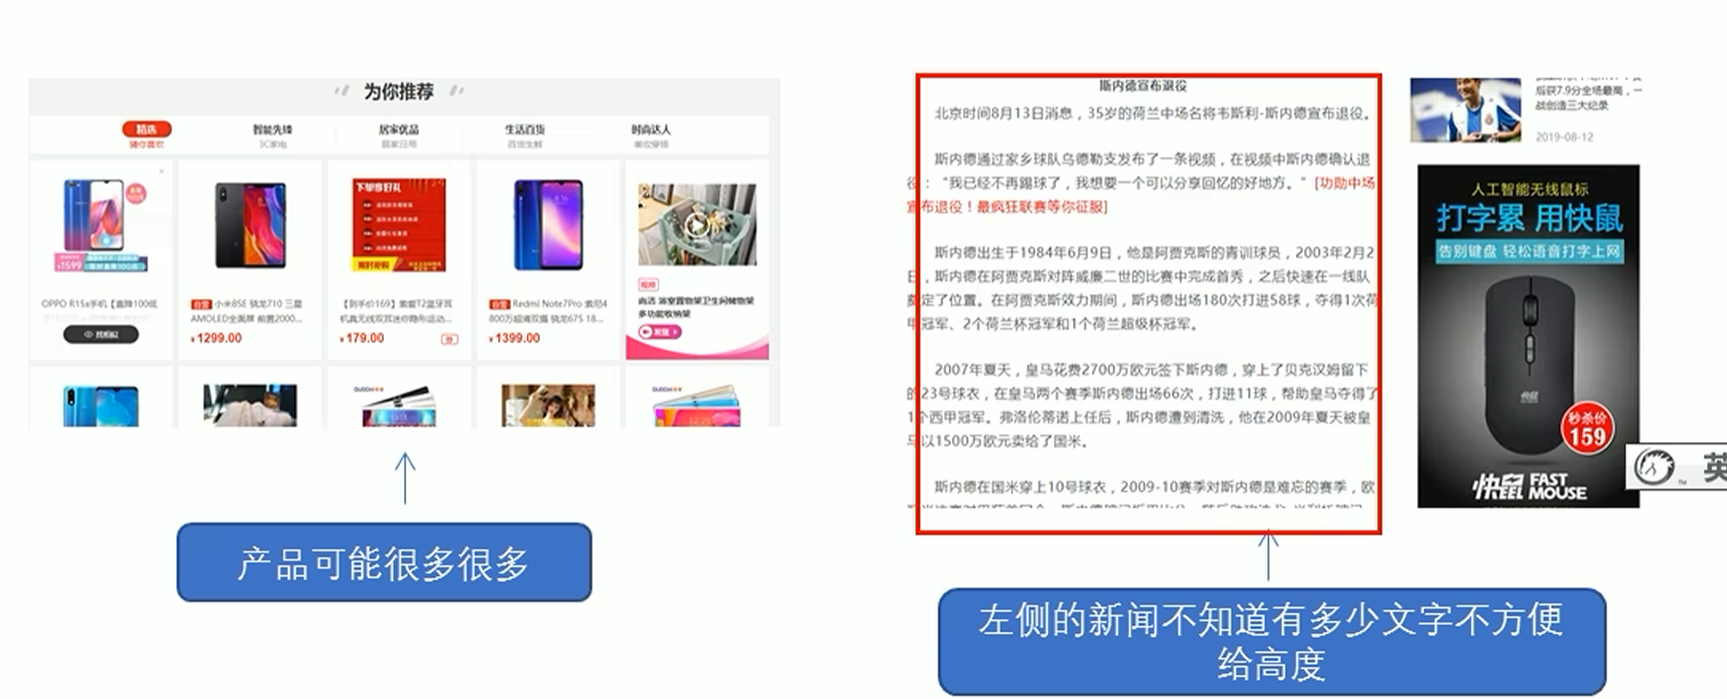 为你推荐
精选
猜你喜欢
智能先锋
3C家电
居家优品
居家日用
生活百货
百货生鲜
时尚达人
美妆穿搭
¥1599
下单享好礼
限时抢购
OPPO R15x手机【直降100低
找相似
自营 小米8SE 骁龙710 三星
AMOLED全面屏 前置2000...
¥1299.00
【到手价169】索爱T2蓝牙耳
机真无线双耳迷你隐形运动...
¥179.00
自营 Redmi Note7Pro 索尼4
800万超清双摄 骁龙675 18...
¥1399.00
视频
尚活 浴室置物架卫生间储物架
多功能收纳架
发现 >
产品可能很多很多
斯内德宣布退役
北京时间8月13日消息，35岁的荷兰中场名将韦斯利-斯内德宣布退役。
斯内德通过家乡球队乌德勒支发布了一条视频，在视频中斯内德确认退
役：“我已经不再踢球了，我想要一个可以分享回忆的好地方。”[功勋中场
宣布退役！最疯狂联赛等你征服]
斯内德出生于1984年6月9日，他是阿贾克斯的青训球员，2003年2月2
日，斯内德在阿贾克斯对阵威廉二世的比赛中完成首秀，之后快速在一线队
奠定了位置。在阿贾克斯效力期间，斯内德出场180次打进58球，夺得1次荷
甲冠军、2个荷兰杯冠军和1个荷兰超级杯冠军。
2007年夏天，皇马花费2700万欧元签下斯内德，穿上了贝克汉姆留下
的23号球衣，在皇马两个赛季斯内德出场66次，打进11球，帮助皇马夺得了
1个西甲冠军。弗洛伦蒂诺上任后，斯内德遭到清洗，他在2009年夏天被皇
马以1500万欧元卖给了国米。
斯内德在国米穿上10号球衣，2009-10赛季对斯内德是难忘的赛季，欧
后获7.9分全场最高，一
战创造三大纪录
2019-08-12
人工智能无线鼠标
打字累 用快鼠
告别键盘 轻松语音打字上网
快鼠
秒杀价
159
快鼠 FAST
MOUSE
英
左侧的新闻不知道有多少文字不方便
给高度